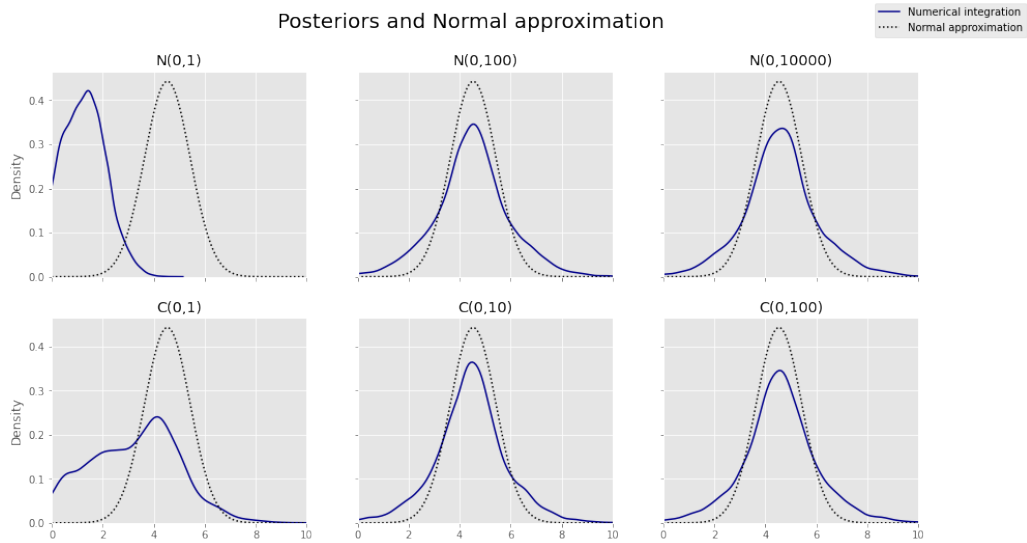 Posteriors and Normal approximation
Numerical integration
Normal approximation
N(0,1)
N(0,100)
N(0,10000)
Density
0.4
0.3
0.2
0.1
0.0
C(0,1)
C(0,10)
C(0,100)
Density
0.4
0.3
0.2
0.1
0.0
0 2 4 6 8 10
0 2 4 6 8 10
0 2 4 6 8 10